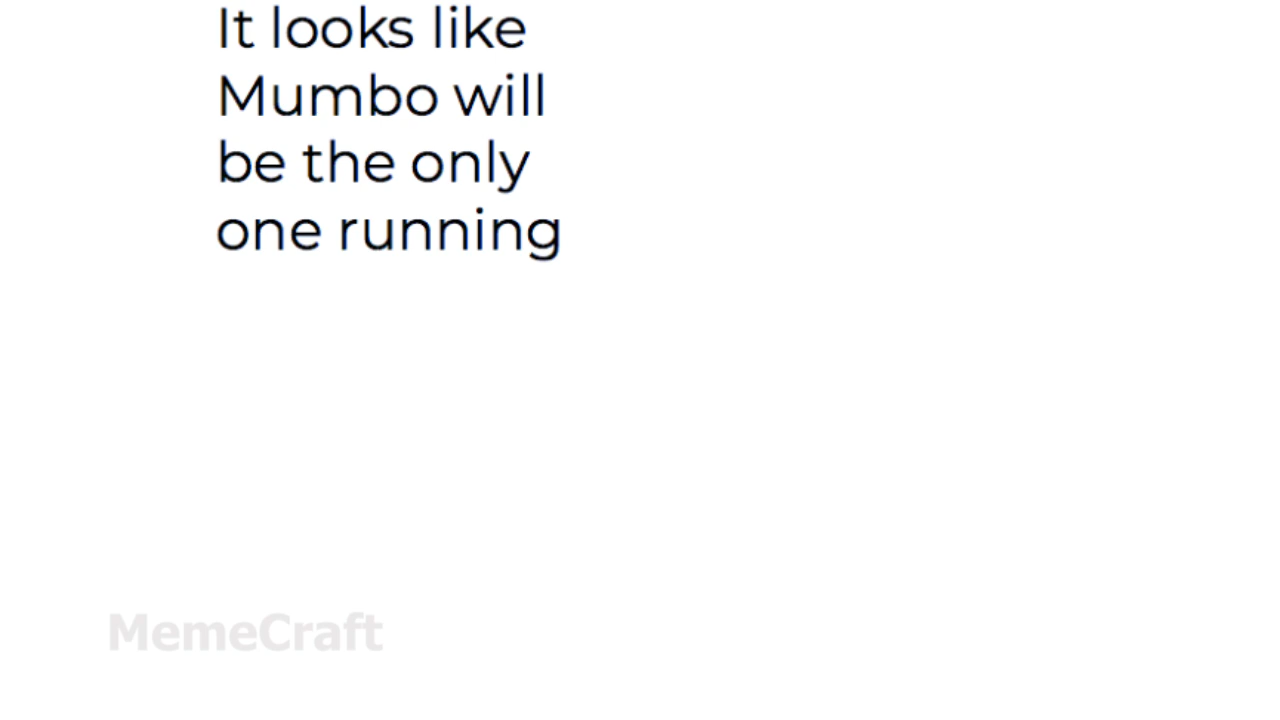 It looks like
Mumbo will
be the only
one running
MemeCraft